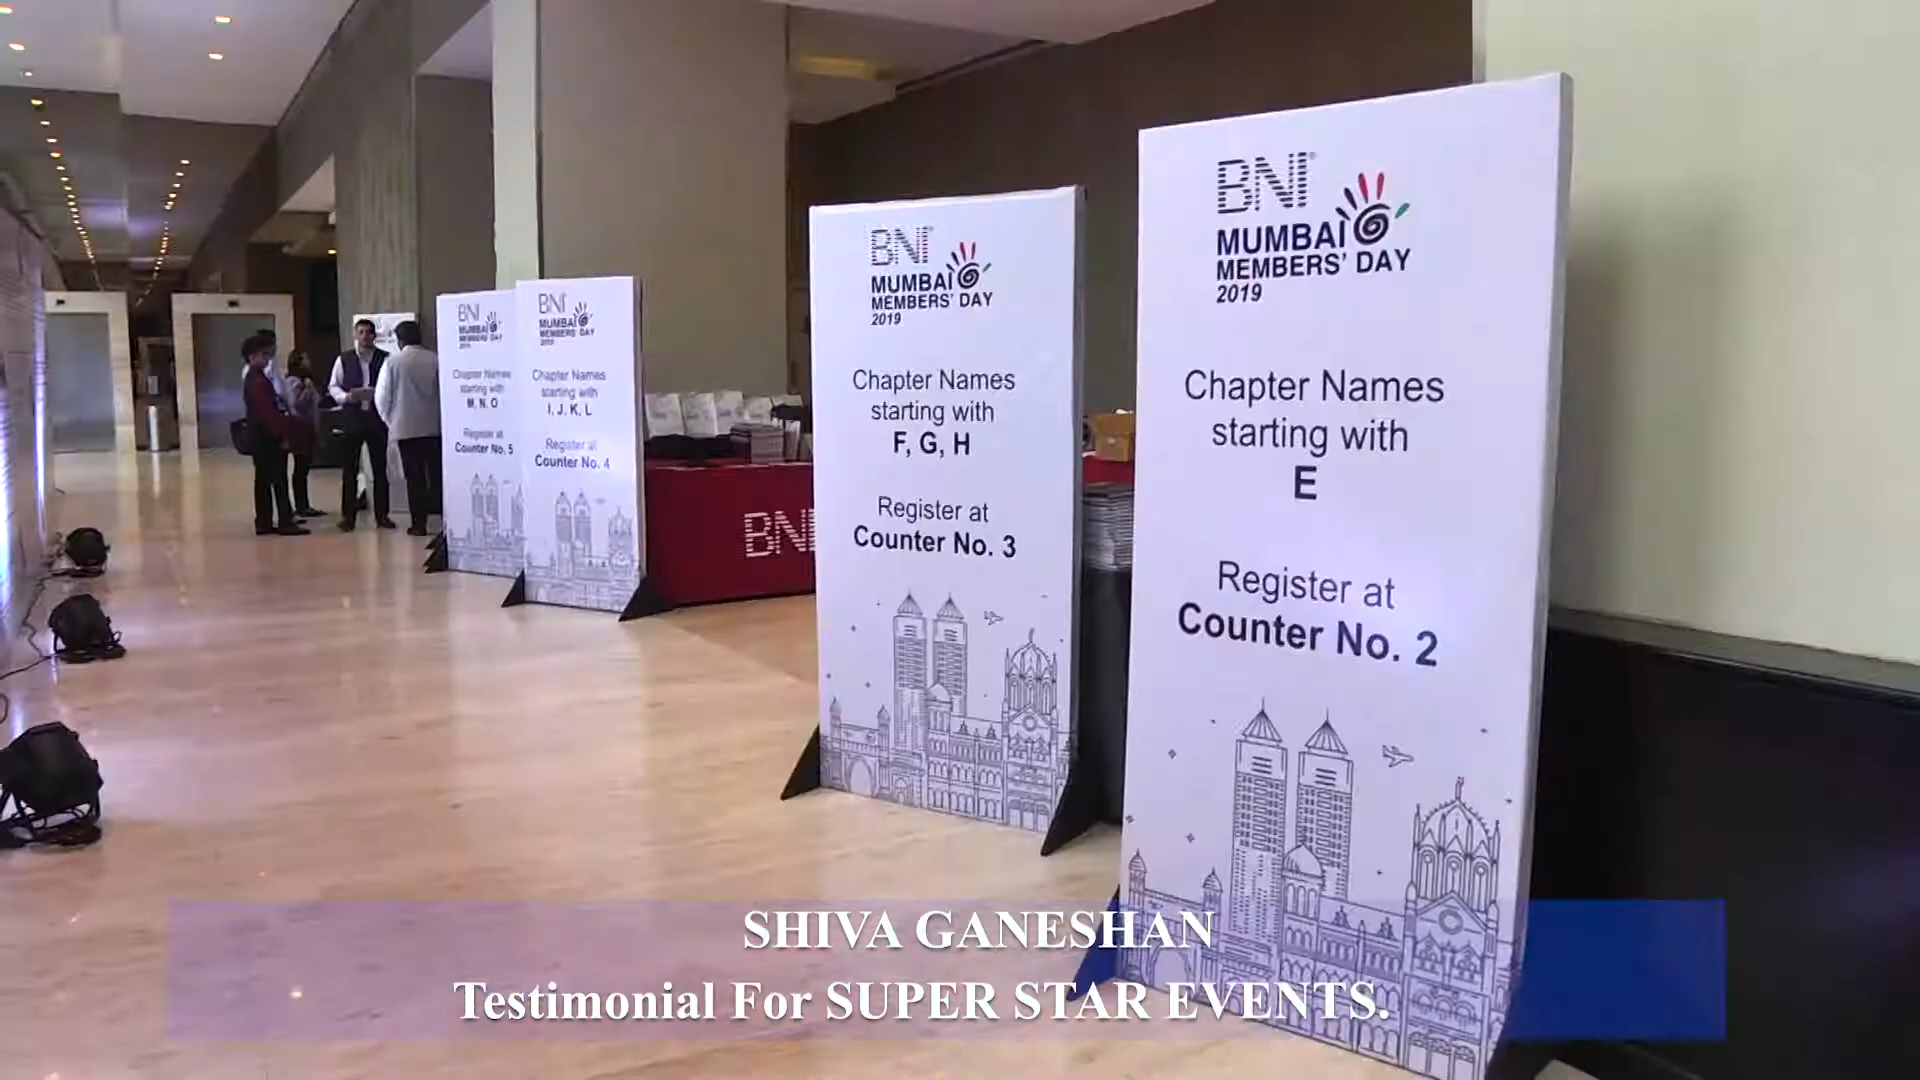 BNI
MUMBAI
MEMBERS' DAY
2019
Chapter Names
starting with
M, N, O
Register at
Counter No. 5
BNI
MUMBAI
MEMBERS' DAY
2019
Chapter Names
starting with
I, J, K, L
Register at
Counter No. 4
BNI
BNI
MUMBAI
MEMBERS' DAY
2019
Chapter Names
starting with
F, G, H
Register at
Counter No. 3
BNI®
MUMBAI
MEMBERS' DAY
2019
Chapter Names
starting with
E
Register at
Counter No. 2
SHIVA GANESHAN
Testimonial For SUPER STAR EVENTS.